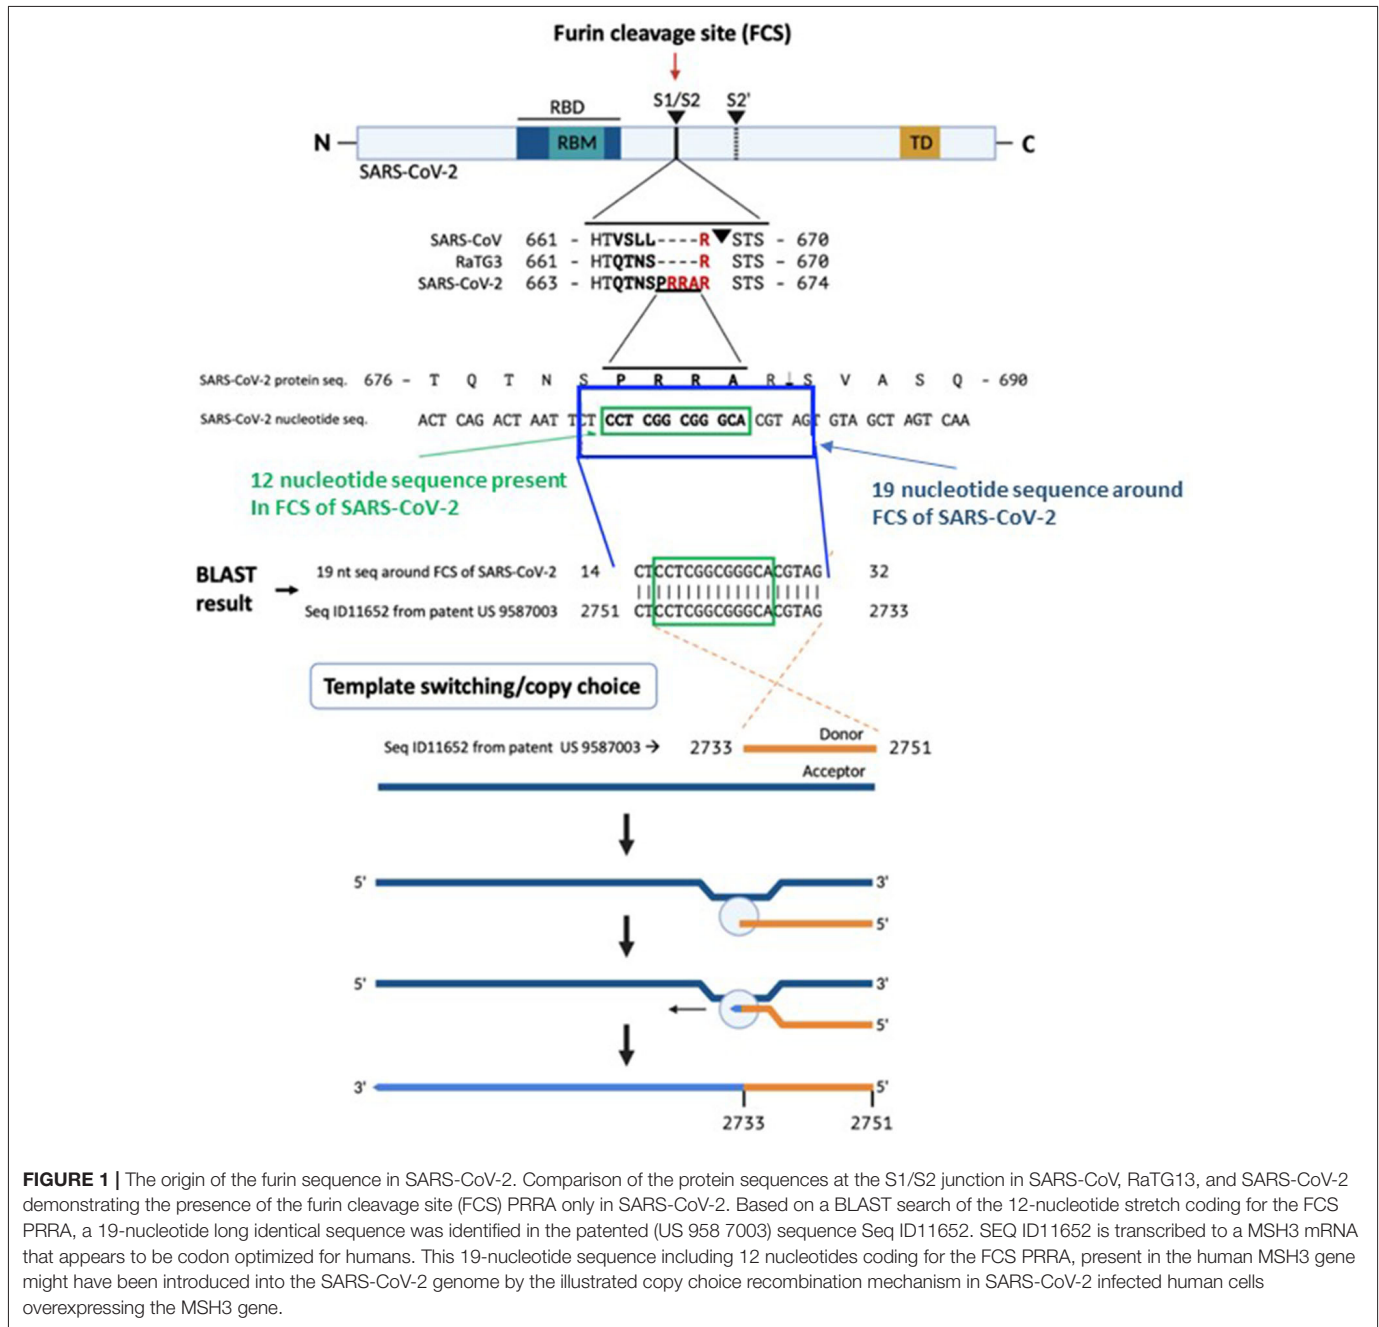 Furin cleavage site (FCS)
S1/S2 S2'
RBD
N RBM TD C
SARS-CoV-2
SARS-CoV 661 - HTVSLL----R STS - 670
RaTG3 661 - HTQTNS----R STS - 670
SARS-CoV-2 663 - HTQTNSPRRAR STS - 674
SARS-CoV-2 protein seq. 676 - T Q T N S P R R A R S V A S Q - 690
SARS-CoV-2 nucleotide seq. ACT CAG ACT AAT TCT CCT CGG CGG GCA CGT AGT GTA GCT AGT CAA
12 nucleotide sequence present
In FCS of SARS-CoV-2
19 nucleotide sequence around
FCS of SARS-CoV-2
BLAST
result
19 nt seq around FCS of SARS-CoV-2 14 CTCCTCGGCGGGCACGTAG 32
Seq ID11652 from patent US 9587003 2751 CTCCTCGGCGGGCACGTAG 2733
Template switching/copy choice
Donor
Seq ID11652 from patent US 9587003 → 2733 2751
Acceptor
5' 3'
5'
5' 3'
5'
3' 5'
2733 2751
FIGURE 1 | The origin of the furin sequence in SARS-CoV-2. Comparison of the protein sequences at the S1/S2 junction in SARS-CoV, RaTG13, and SARS-CoV-2
demonstrating the presence of the furin cleavage site (FCS) PRRA only in SARS-CoV-2. Based on a BLAST search of the 12-nucleotide stretch coding for the FCS
PRRA, a 19-nucleotide long identical sequence was identified in the patented (US 958 7003) sequence Seq ID11652. SEQ ID11652 is transcribed to a MSH3 mRNA
that appears to be codon optimized for humans. This 19-nucleotide sequence including 12 nucleotides coding for the FCS PRRA, present in the human MSH3 gene
might have been introduced into the SARS-CoV-2 genome by the illustrated copy choice recombination mechanism in SARS-CoV-2 infected human cells
overexpressing the MSH3 gene.